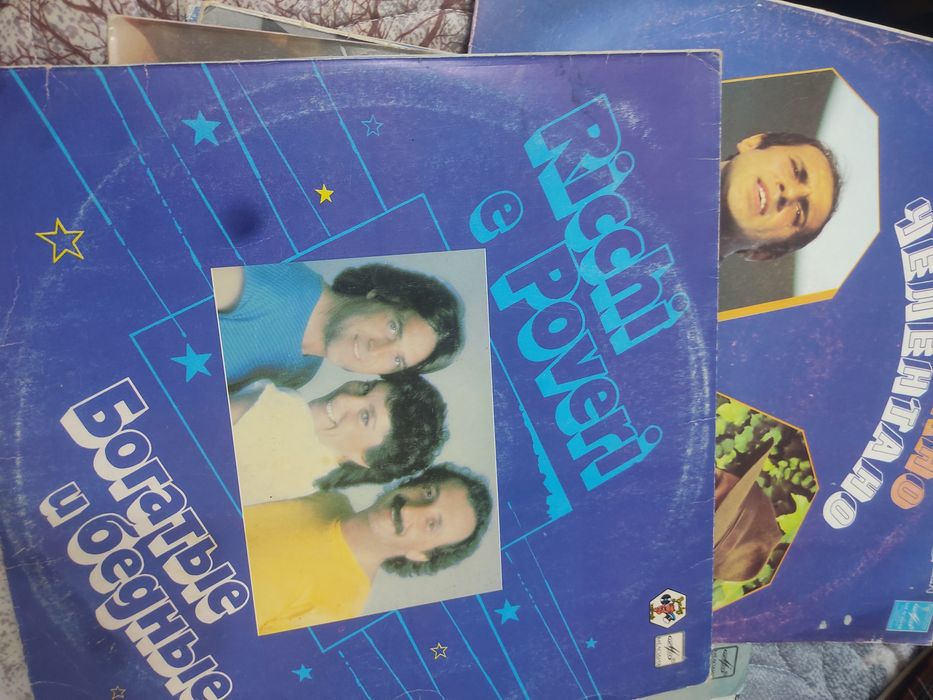 Ricchi
e Poveri
Богатые
и бедные
ЧЕЛЕНТАНО